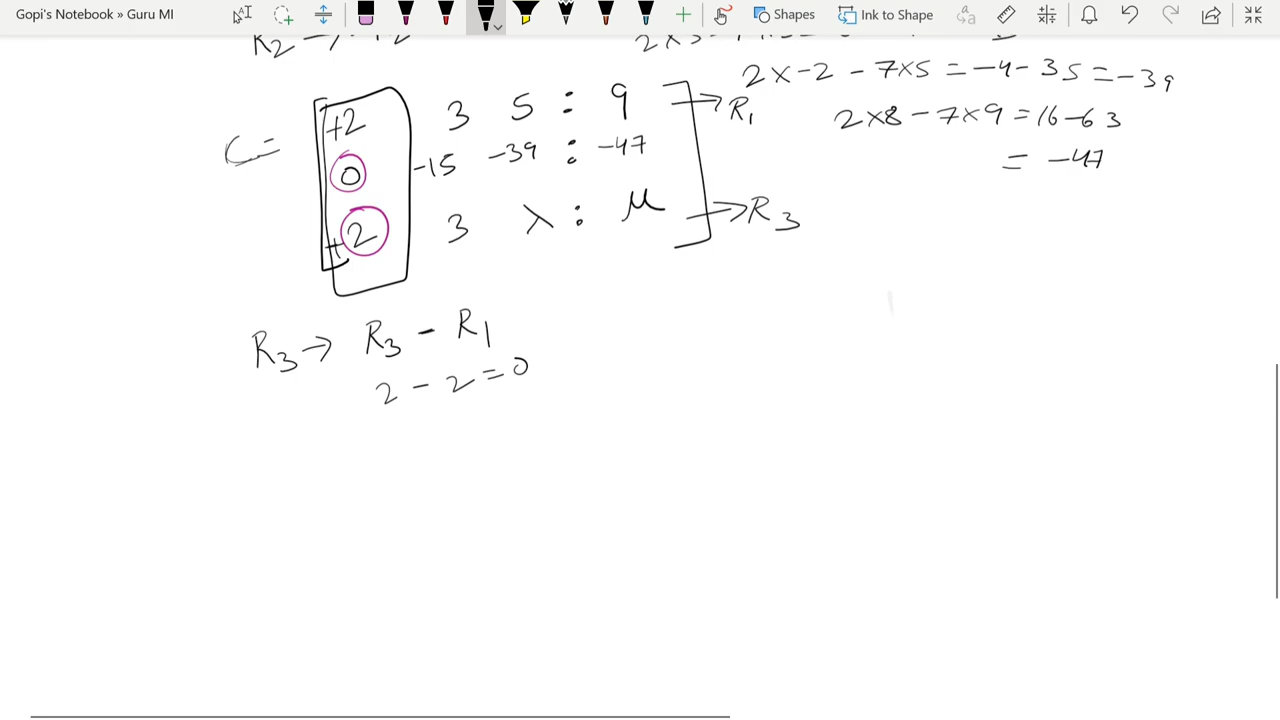 Gopi's Notebook » Guru MI
Shapes
Ink to Shape
R2 →
2 × -2 - 7×5 = -4 - 35 = -39
2×8 - 7×9 = 16 - 63
= -47
C =
+2 3 5 : 9 → R1
0 -15 -39 : -47
+2 3 λ : μ → R3
R3 → R3 - R1
2 - 2 = 0